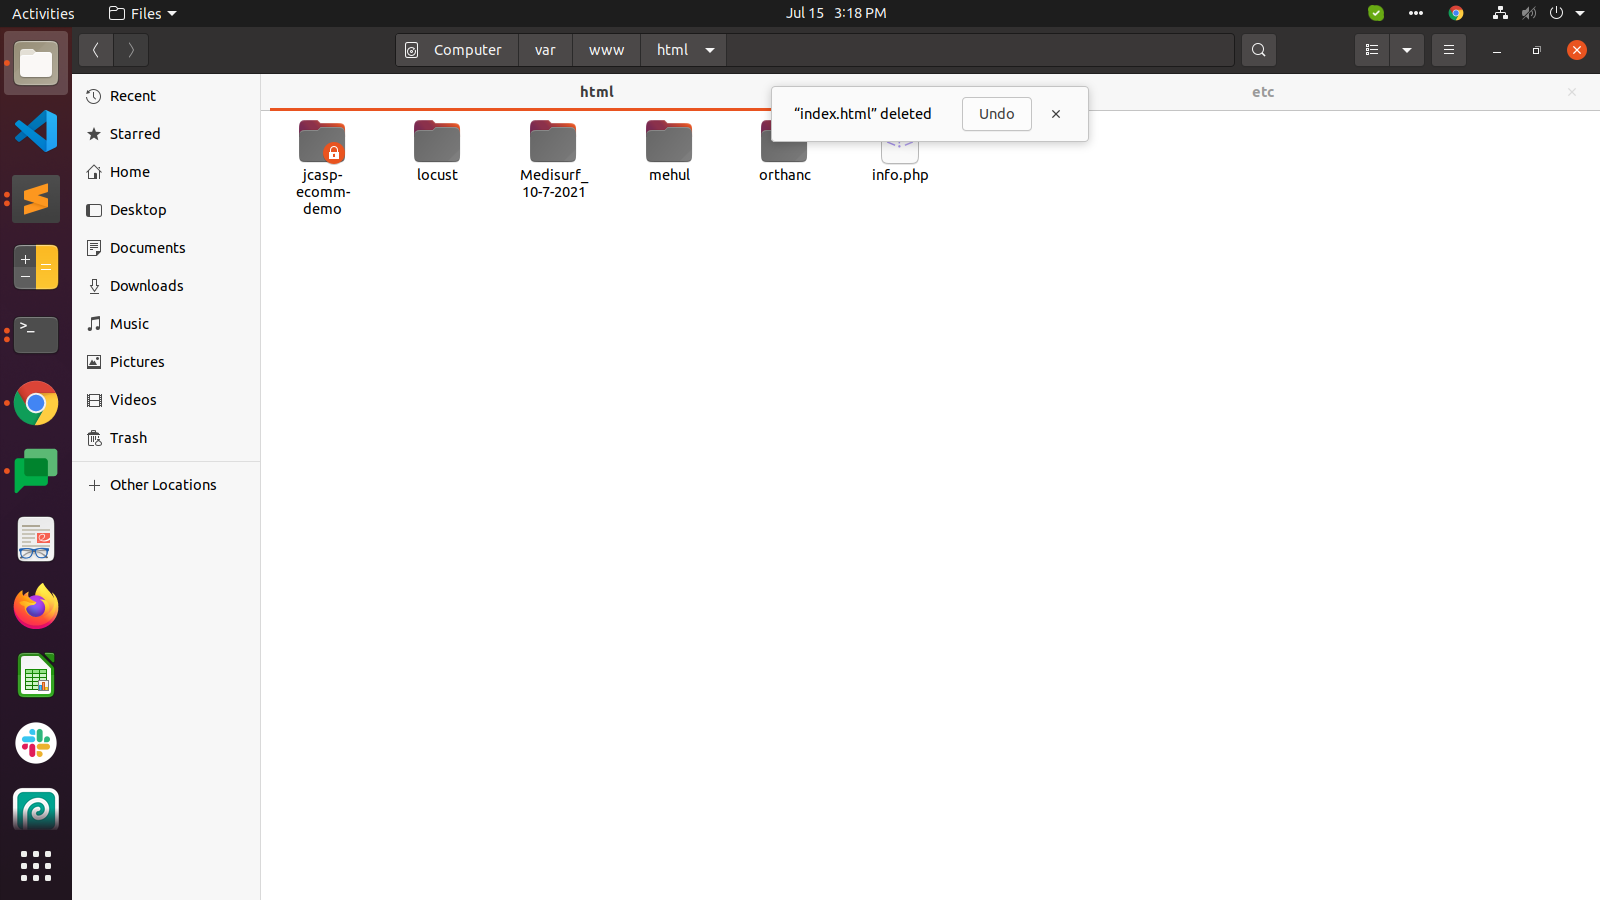 Activities Files Jul 15 3:18 PM
Computer var www html
Recent
Starred
Home
Desktop
Documents
Downloads
Music
Pictures
Videos
Trash
Other Locations
html etc
“index.html” deleted Undo
jcasp-
ecomm-
demo
locust
Medisurf_
10-7-2021
mehul
orthanc
info.php